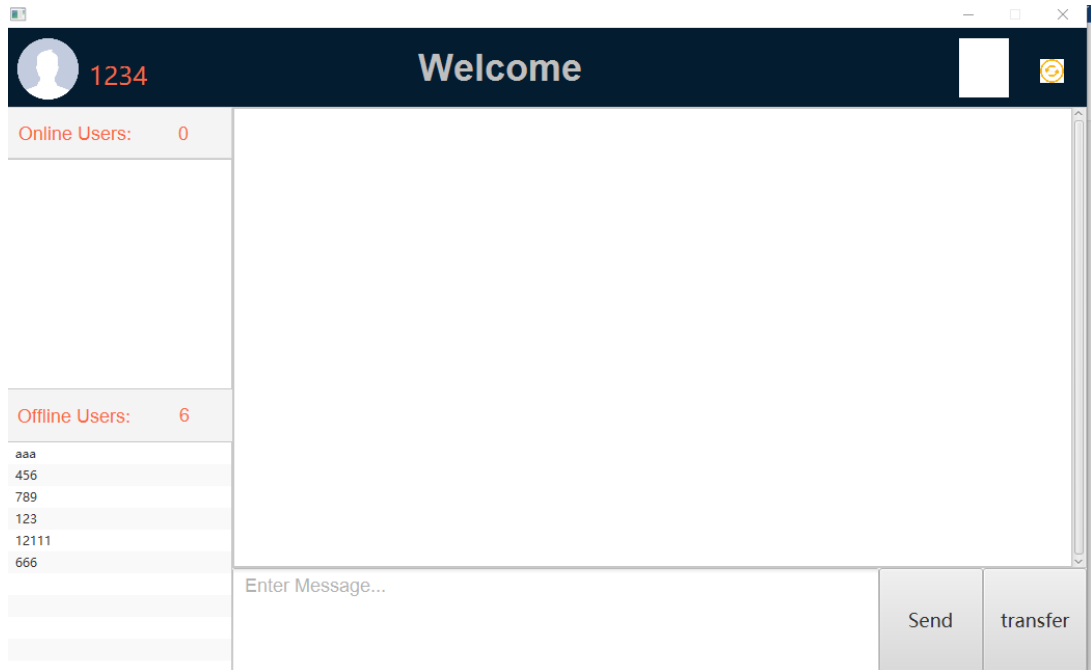 1234
Welcome
Online Users: 0
Offline Users: 6
aaa
456
789
123
12111
666
Enter Message...
Send
transfer